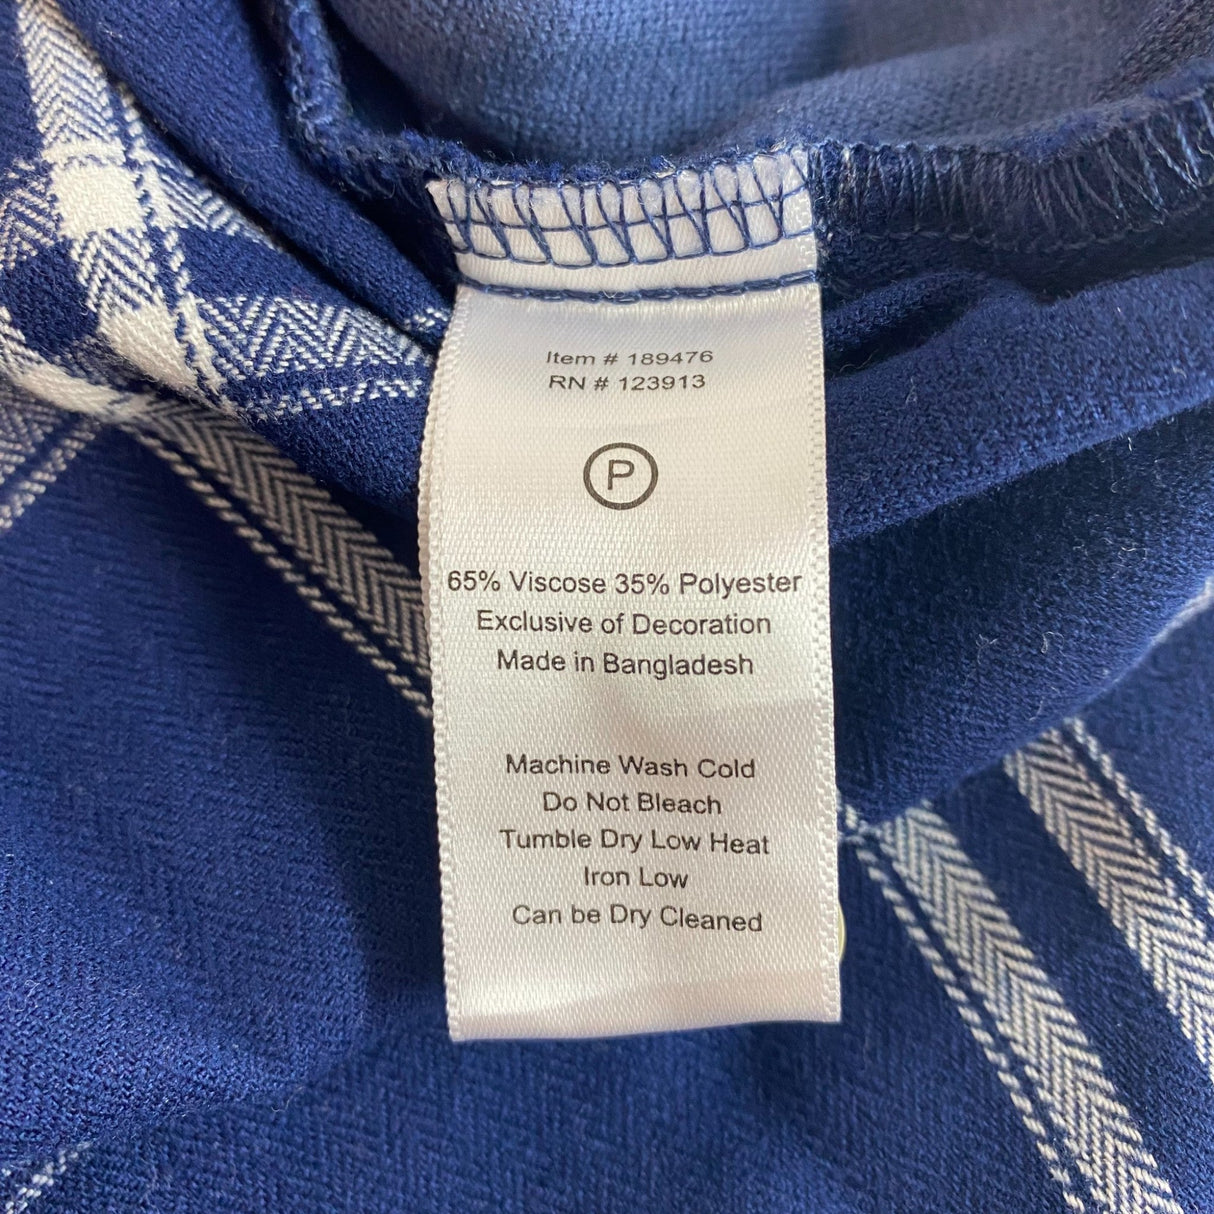 Item # 189476
RN # 123913
P
65% Viscose 35% Polyester
Exclusive of Decoration
Made in Bangladesh
Machine Wash Cold
Do Not Bleach
Tumble Dry Low Heat
Iron Low
Can be Dry Cleaned